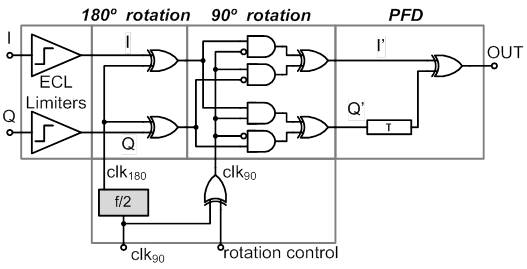 180º rotation 90º rotation PFD
I I I' OUT
ECL
Limiters
Q Q Q' τ
clk180 clk90
f/2
clk90 rotation control